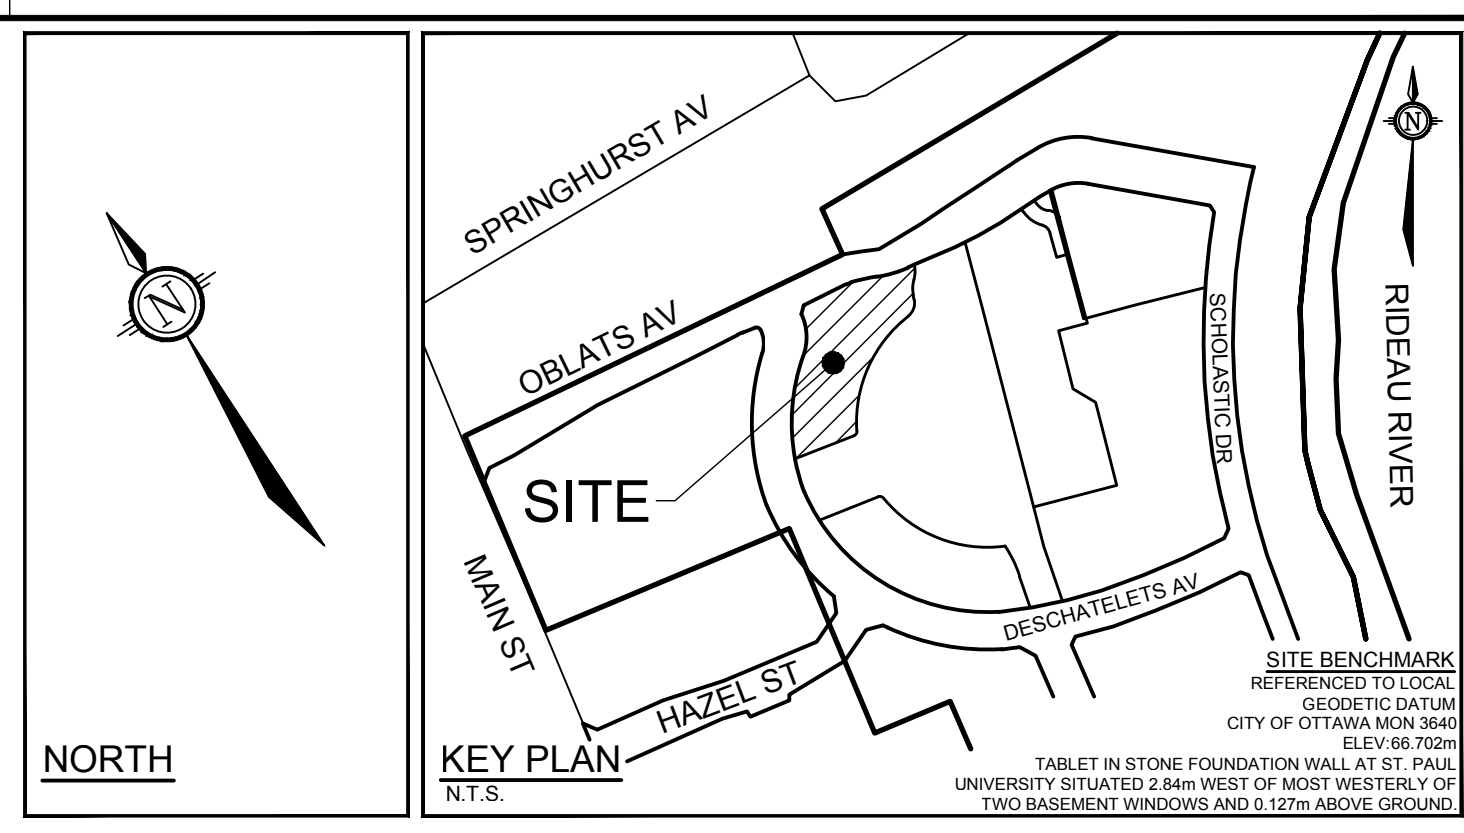 N
NORTH
SPRINGHURST AV
OBLATS AV
SITE
MAIN ST
HAZEL ST
DESCHATELETS AV
SCHOLASTIC DR
N
RIDEAU RIVER
KEY PLAN
N.T.S.
SITE BENCHMARK
REFERENCED TO LOCAL
GEODETIC DATUM
CITY OF OTTAWA MON 3640
ELEV:66.702m
TABLET IN STONE FOUNDATION WALL AT ST. PAUL
UNIVERSITY SITUATED 2.84m WEST OF MOST WESTERLY OF
TWO BASEMENT WINDOWS AND 0.127m ABOVE GROUND.